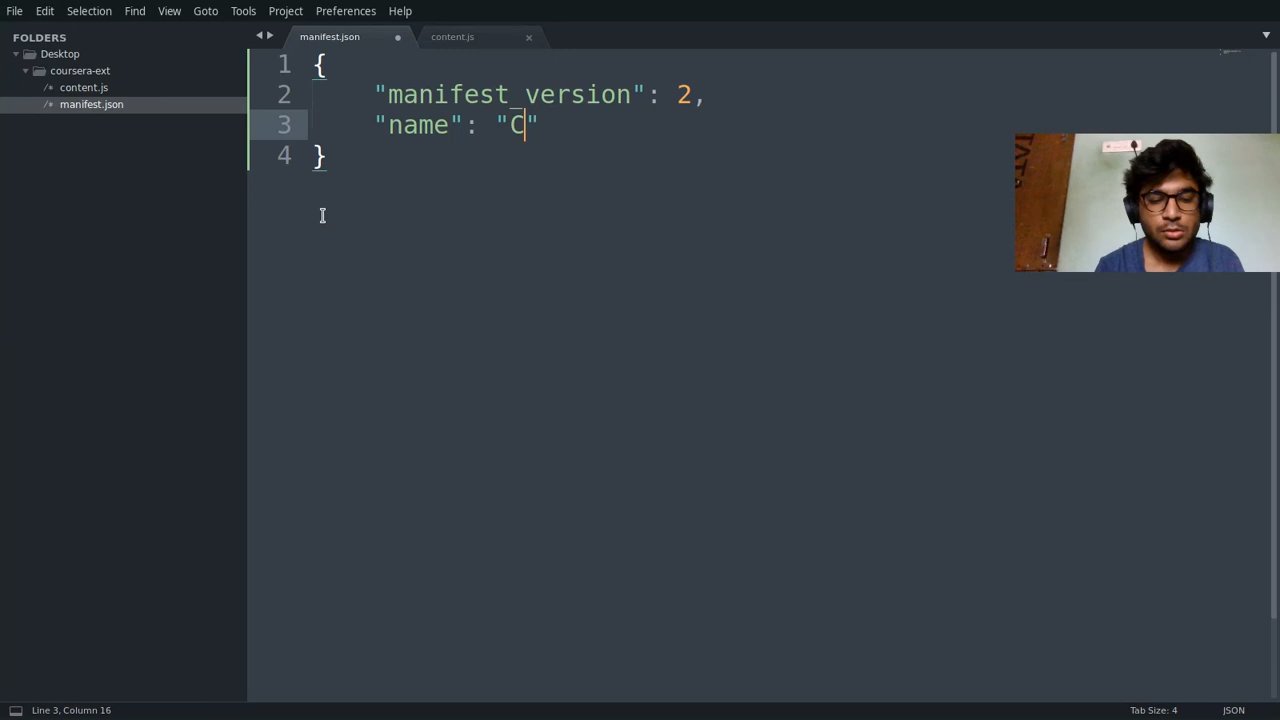 File Edit Selection Find View Goto Tools Project Preferences Help
FOLDERS
Desktop
coursera-ext
/* content.js
/* manifest.json
manifest.json
content.js
1 {
2 "manifest_version": 2,
3 "name": "C"
4 }
Line 3, Column 16
Tab Size: 4
JSON